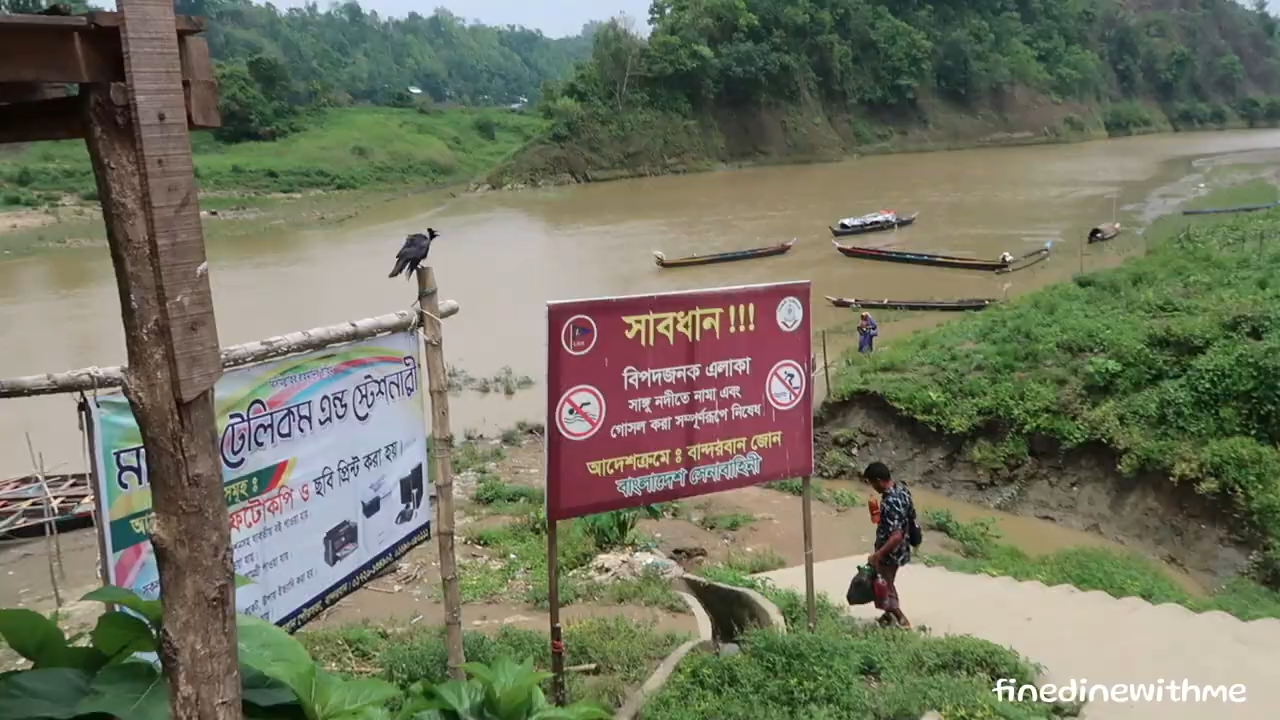 টেলিকম এন্ড স্টেশনারী
সমূহ :
ফটোকপি ও ছবি প্রিন্ট করা হয়।
সাবধান !!!
বিপদজনক এলাকা
সাঙ্গু নদীতে নামা এবং
গোসল করা সম্পূর্ণরূপে নিষেধ
আদেশক্রমে : বান্দরবান জোন
বাংলাদেশ সেনাবাহিনী
finedinewithme